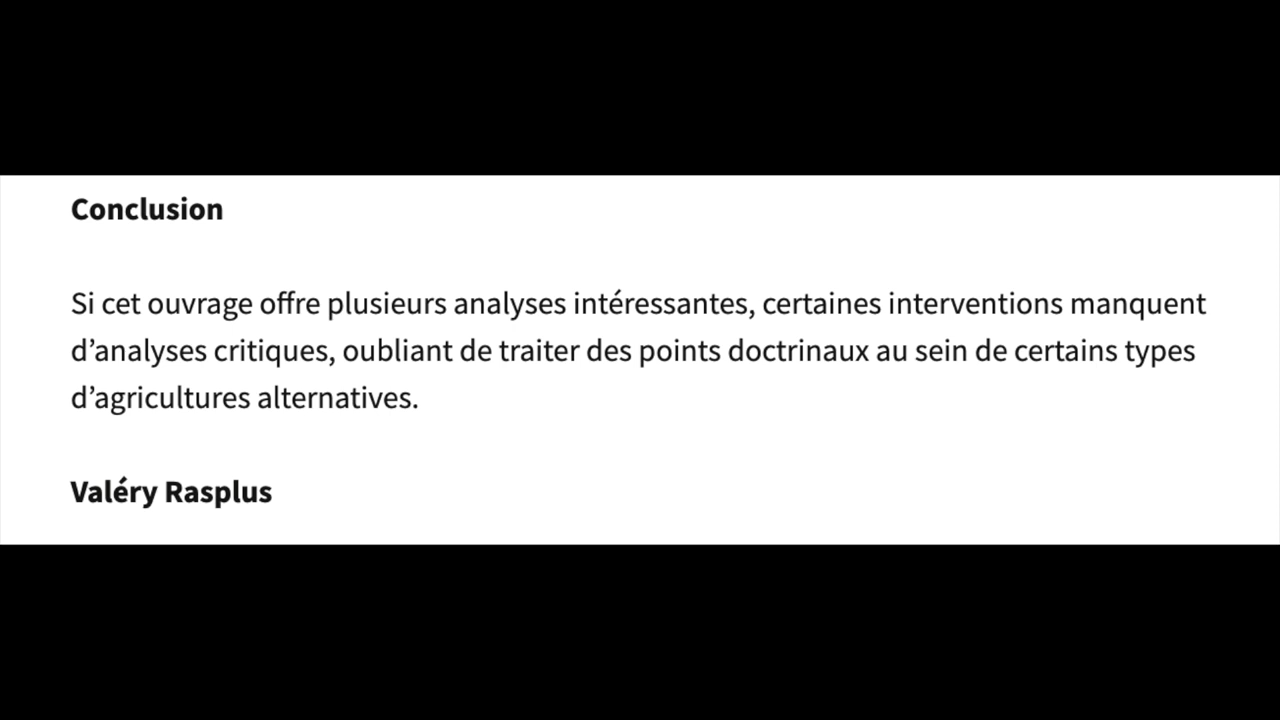 Conclusion
Si cet ouvrage offre plusieurs analyses intéressantes, certaines interventions manquent
d’analyses critiques, oubliant de traiter des points doctrinaux au sein de certains types
d’agricultures alternatives.
Valéry Rasplus